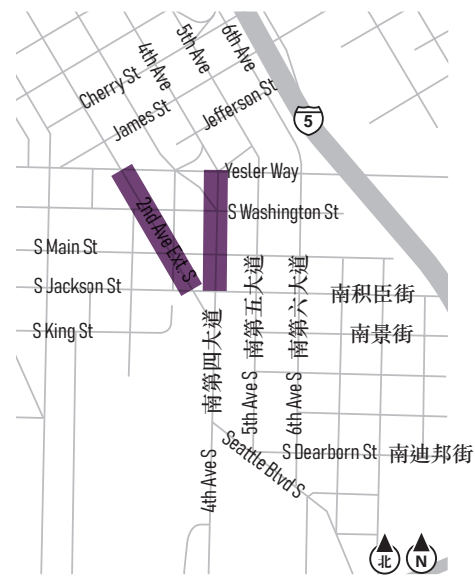 4th Ave
5th Ave
6th Ave
Cherry St
James St
Jefferson St
5
Yesler Way
2nd Ave Ext. S
S Washington St
S Main St
S Jackson St
南积臣街
S King St
南景街
南第四大道
南第五大道
南第六大道
4th Ave S
5th Ave S
6th Ave S
Seattle Blvd S
S Dearborn St 南迪邦街
北
N